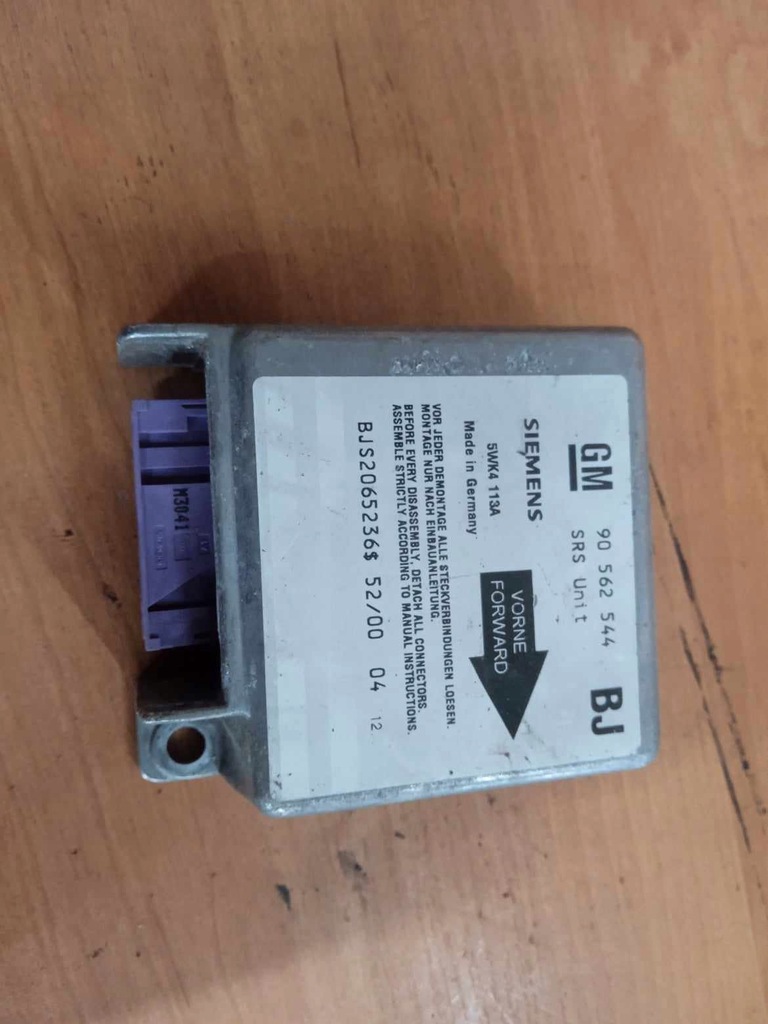 GM 90 562 544 BJ
SRS Unit
SIEMENS
5WK4 113A
Made in Germany
VORNE
FORWARD
VOR JEDER DEMONTAGE ALLE STECKVERBINDUNGEN LOESEN.
MONTAGE NUR NACH EINBAUANLEITUNG.
BEFORE EVERY DISASSEMBLY, DETACH ALL CONNECTORS.
ASSEMBLE STRICTLY ACCORDING TO MANUAL INSTRUCTIONS.
BJS2065236$ 52/00 04 12
M3041